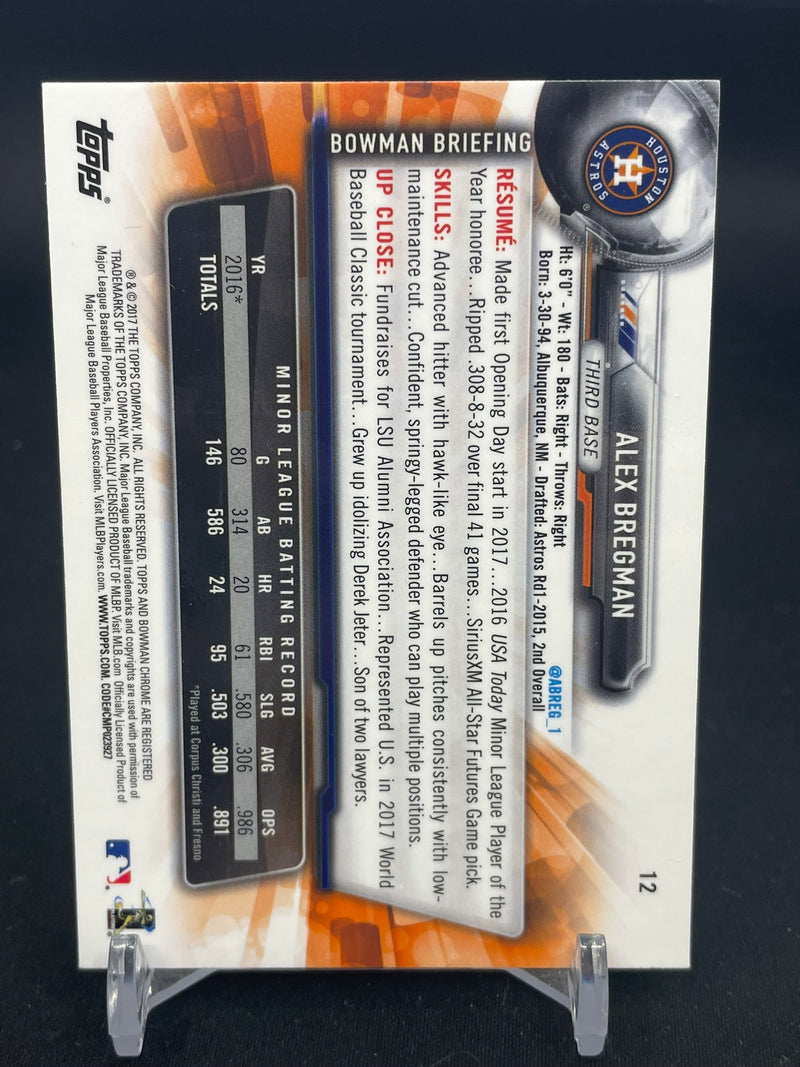 12
ALEX BREGMAN
THIRD BASE
HOUSTON
ASTROS
H
@ABREG_1
Ht: 6'0" - Wt: 180 - Bats: Right - Throws: Right
Born: 3-30-94, Albuquerque, NM - Drafted: Astros Rd1-2015, 2nd Overall
BOWMAN BRIEFING
RÉSUMÉ: Made first Opening Day start in 2017...2016 USA Today Minor League Player of the
Year honoree... Ripped .308-8-32 over final 41 games...SiriusXM All-Star Futures Game pick.
SKILLS: Advanced hitter with hawk-like eye...Barrels up pitches consistently with low-
maintenance cut...Confident, springy-legged defender who can play multiple positions.
UP CLOSE: Fundraises for LSU Alumni Association...Represented U.S. in 2017 World
Baseball Classic tournament...Grew up idolizing Derek Jeter...Son of two lawyers.
MINOR LEAGUE BATTING RECORD
YR G AB HR RBI SLG AVG OPS
2016* 80 314 20 61 .580 .306 .986
TOTALS 146 586 24 95 .503 .300 .891
*Played at Corpus Christi and Fresno
topps®
® & © 2017 THE TOPPS COMPANY, INC. ALL RIGHTS RESERVED. TOPPS AND BOWMAN CHROME ARE REGISTERED
TRADEMARKS OF THE TOPPS COMPANY, INC. Major League Baseball trademarks and copyrights are used with permission of
Major League Baseball Properties, Inc. OFFICIALLY LICENSED PRODUCT OF MLBP. Visit MLB.com Officially Licensed Product of
Major League Baseball Players Association. Visit MLBPlayers.com. WWW.TOPPS.COM. CODE#CMP023927